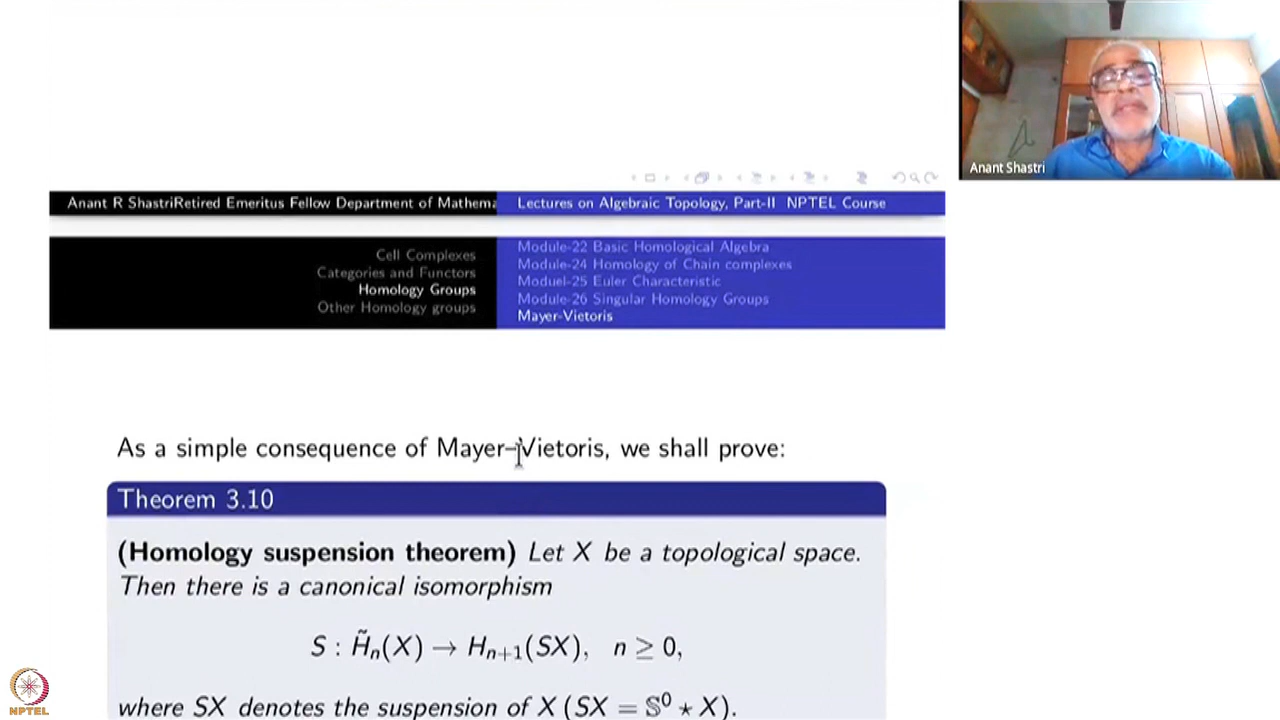 Anant Shastri
Anant R ShastriRetired Emeritus Fellow Department of Mathema
Lectures on Algebraic Topology, Part-II NPTEL Course
Cell Complexes
Categories and Functors
Homology Groups
Other Homology groups
Module-22 Basic Homological Algebra
Module-24 Homology of Chain complexes
Moduel-25 Euler Characteristic
Module-26 Singular Homology Groups
Mayer-Vietoris
As a simple consequence of Mayer–Vietoris, we shall prove:
Theorem 3.10
(Homology suspension theorem) Let X be a topological space.
Then there is a canonical isomorphism
S : H̃ₙ(X) → Hₙ₊₁(SX), n ≥ 0,
where SX denotes the suspension of X (SX = 𝕊⁰ ⋆ X).
NPTEL